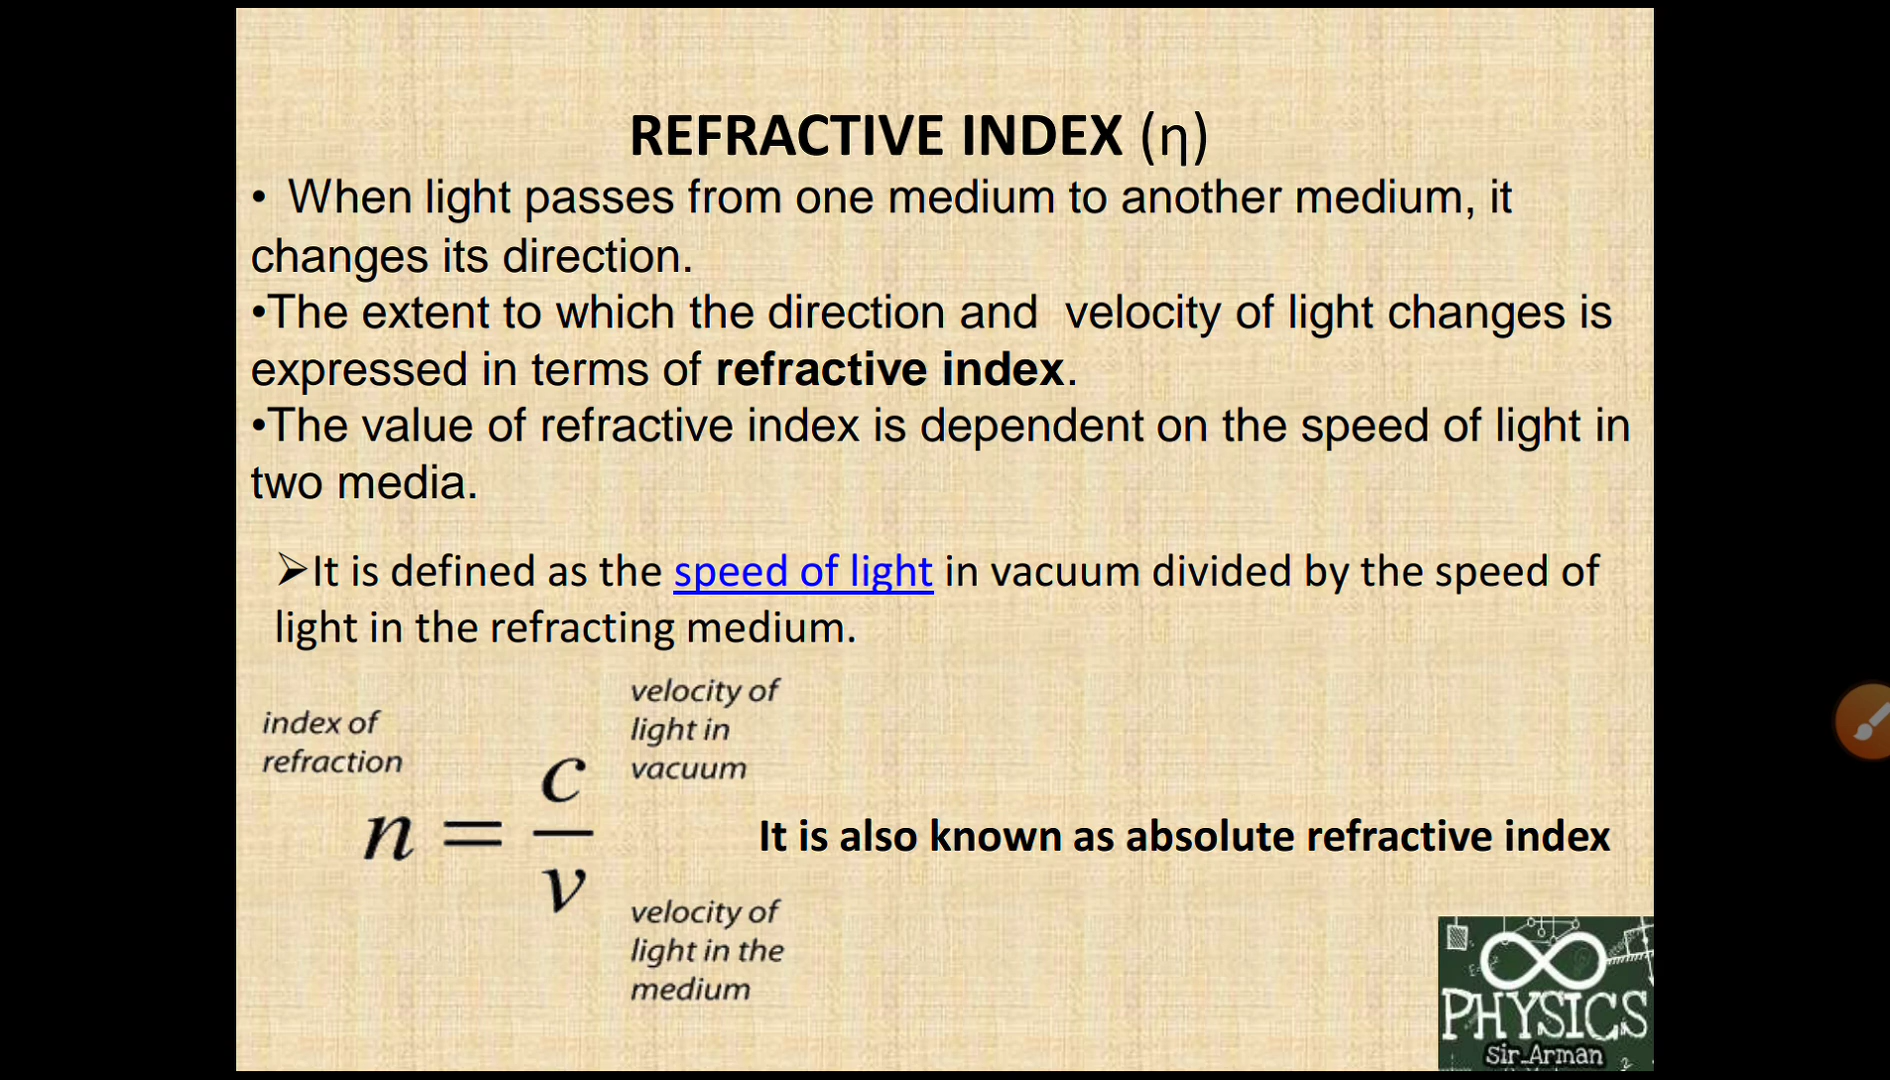 REFRACTIVE INDEX (η)
• When light passes from one medium to another medium, it
changes its direction.
•The extent to which the direction and  velocity of light changes is
expressed in terms of refractive index.
•The value of refractive index is dependent on the speed of light in
two media.
➢It is defined as the speed of light in vacuum divided by the speed of
light in the refracting medium.
index of
refraction
velocity of
light in
vacuum
n = c
v
velocity of
light in the
medium
It is also known as absolute refractive index
PHYSICS
Sir Arman